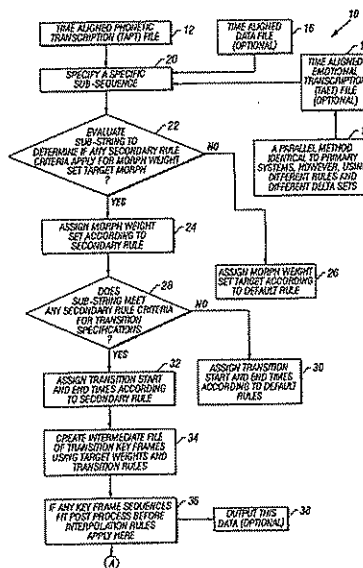 10
TIME ALIGNED PHONETIC
TRANSCRIPTION (TAPT) FILE
12
TIME ALIGNED
DATA FILE
(OPTIONAL)
16
TIME ALIGNED
EMOTIONAL
TRANSCRIPTION
(TAET) FILE
(OPTIONAL)
20
SPECIFY A SPECIFIC
SUB-SEQUENCE
A PARALLEL METHOD
IDENTICAL TO PRIMARY
SYSTEMS, HOWEVER, USING
DIFFERENT RULES AND
DIFFERENT DELTA SETS
22
EVALUATE
SUB-STRING TO
DETERMINE IF ANY SECONDARY RULE
CRITERIA APPLY FOR MORPH WEIGHT
SET TARGET MORPH
?
NO
YES
ASSIGN MORPH WEIGHT
SET ACCORDING TO
SECONDARY RULE
24
ASSIGN MORPH WEIGHT
SET TARGET ACCORDING TO
DEFAULT RULE
26
28
DOES
SUB-STRING MEET
ANY SECONDARY RULE CRITERIA
FOR TRANSITION
SPECIFICATIONS
?
NO
YES
32
ASSIGN TRANSITION START
AND END TIMES ACCORDING
TO SECONDARY RULE
ASSIGN TRANSITION
START AND END TIMES
ACCORDING TO DEFAULT
RULES
30
CREATE INTERMEDIATE FILE
OF TRANSITION KEY FRAMES
USING TARGET WEIGHTS AND
TRANSITION RULES
34
IF ANY KEY FRAME SEQUENCES
FIT POST PROCESS BEFORE
INTERPOLATION RULES
APPLY HERE
36
OUTPUT THIS
DATA (OPTIONAL)
38
A